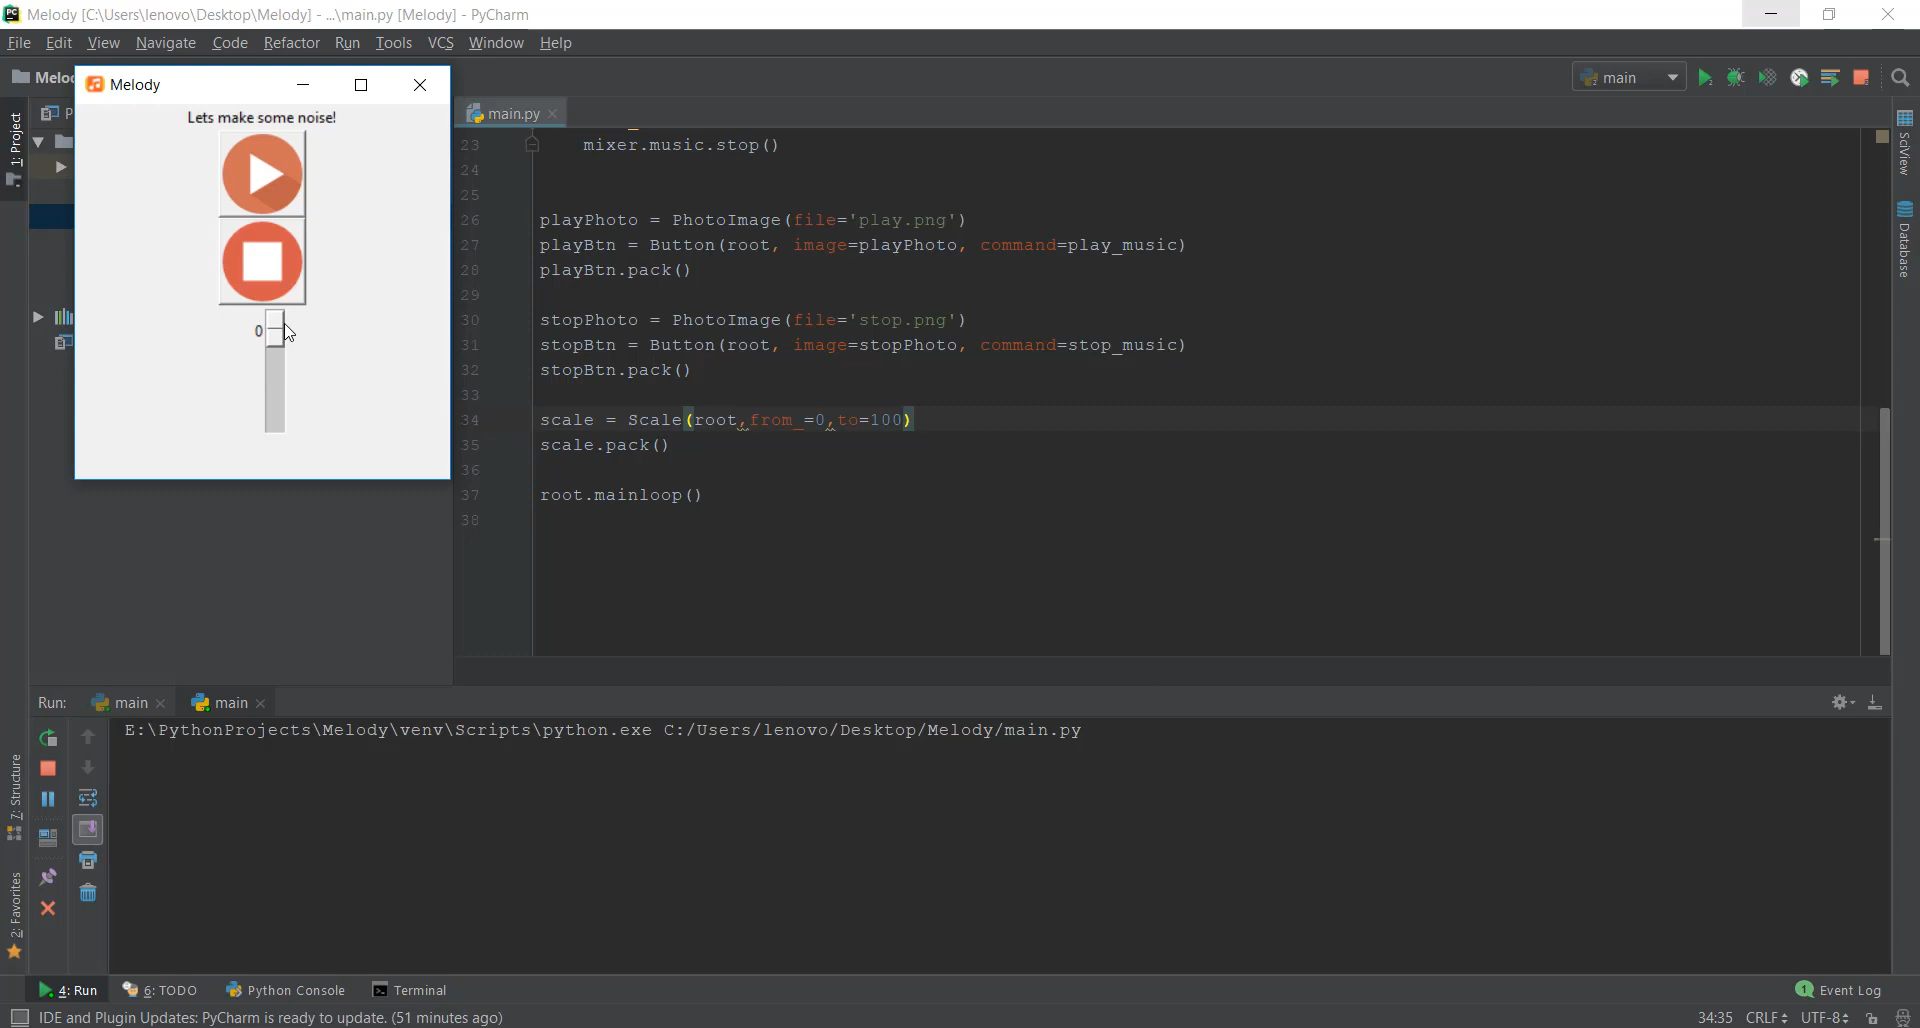 Melody [C:\Users\lenovo\Desktop\Melody] - ...\main.py [Melody] - PyCharm
File Edit View Navigate Code Refactor Run Tools VCS Window Help
Melo
main
Melody
Lets make some noise!
0
1: Project
P
main.py
23 mixer.music.stop()
24
25
26 playPhoto = PhotoImage(file='play.png')
27 playBtn = Button(root, image=playPhoto, command=play_music)
28 playBtn.pack()
29
30 stopPhoto = PhotoImage(file='stop.png')
31 stopBtn = Button(root, image=stopPhoto, command=stop_music)
32 stopBtn.pack()
33
34 scale = Scale(root,from_=0,to=100)
35 scale.pack()
36
37 root.mainloop()
38
SciView
Database
Run: main main
E:\PythonProjects\Melody\venv\Scripts\python.exe C:/Users/lenovo/Desktop/Melody/main.py
7: Structure
2: Favorites
4: Run 6: TODO Python Console Terminal
1 Event Log
IDE and Plugin Updates: PyCharm is ready to update. (51 minutes ago)
34:35 CRLF UTF-8